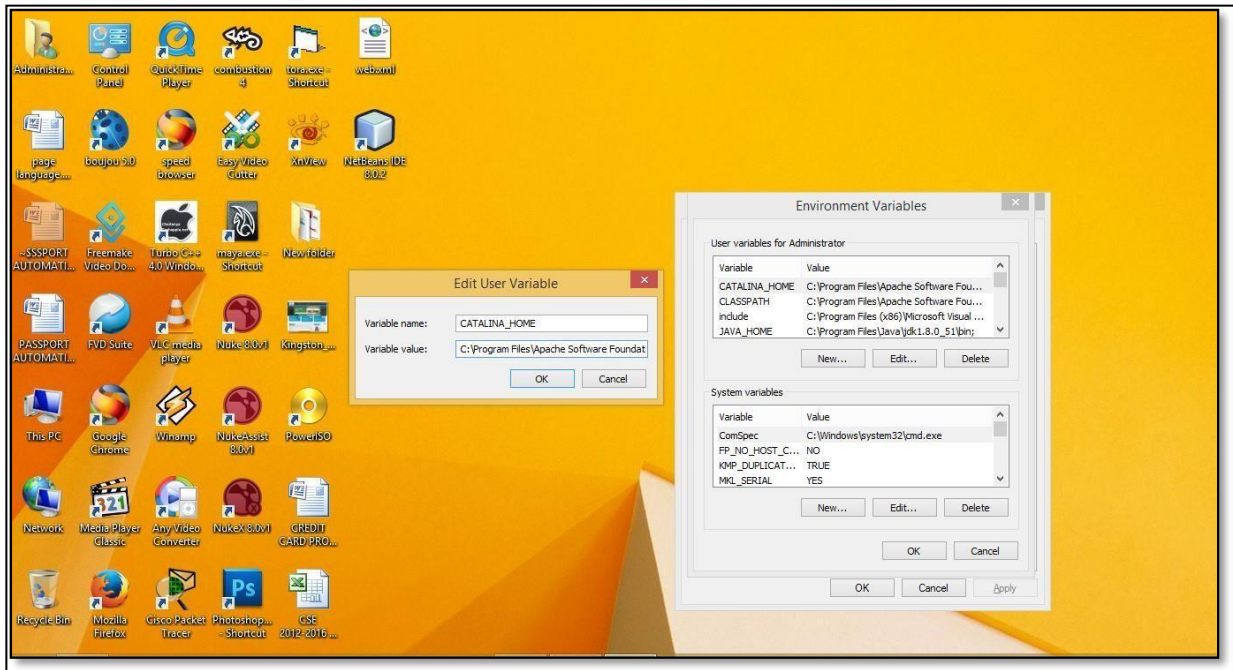 Administra...
Control
Panel
QuickTime
Player
combustion
4
tora.exe -
Shortcut
web.xml
page
language....
boujou 5.0
speed
browser
Easy Video
Cutter
XnView
NetBeans IDE
8.0.2
~SSSPORT
AUTOMATI...
Freemake
Video Do...
Turbo C++
4.0 Windo...
maya.exe -
Shortcut
New folder
PASSPORT
AUTOMATI...
FVD Suite
VLC media
player
Nuke 8.0v1
Kingston_...
This PC
Google
Chrome
Winamp
NukeAssist
8.0v1
PowerISO
Network
321
Media Player
Classic
Any Video
Converter
NukeX 8.0v1
CREDIT
CARD PRO...
Recycle Bin
Mozilla
Firefox
Cisco Packet
Tracer
Ps
Photoshop...
- Shortcut
CSE
2012-2016 ...
Edit User Variable
Variable name: CATALINA_HOME
Variable value: C:\Program Files\Apache Software Foundat
OK Cancel
Environment Variables
User variables for Administrator
Variable Value
CATALINA_HOME C:\Program Files\Apache Software Fou...
CLASSPATH C:\Program Files\Apache Software Fou...
include C:\Program Files (x86)\Microsoft Visual ...
JAVA_HOME C:\Program Files\Java\jdk1.8.0_51\bin;
New... Edit... Delete
System variables
Variable Value
ComSpec C:\Windows\system32\cmd.exe
FP_NO_HOST_C... NO
KMP_DUPLICAT... TRUE
MKL_SERIAL YES
New... Edit... Delete
OK Cancel
OK Cancel Apply